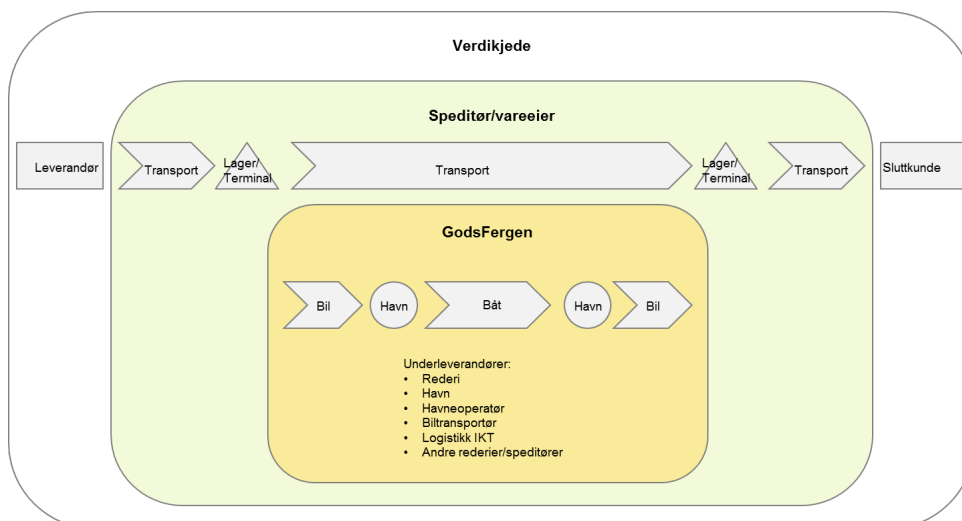 Verdikjede
Speditør/vareeier
Leverandør
Transport
Lager/
Terminal
Transport
Lager/
Terminal
Transport
Sluttkunde
GodsFergen
Bil
Havn
Båt
Havn
Bil
Underleverandører:
• Rederi
• Havn
• Havneoperatør
• Biltransportør
• Logistikk IKT
• Andre rederier/speditører